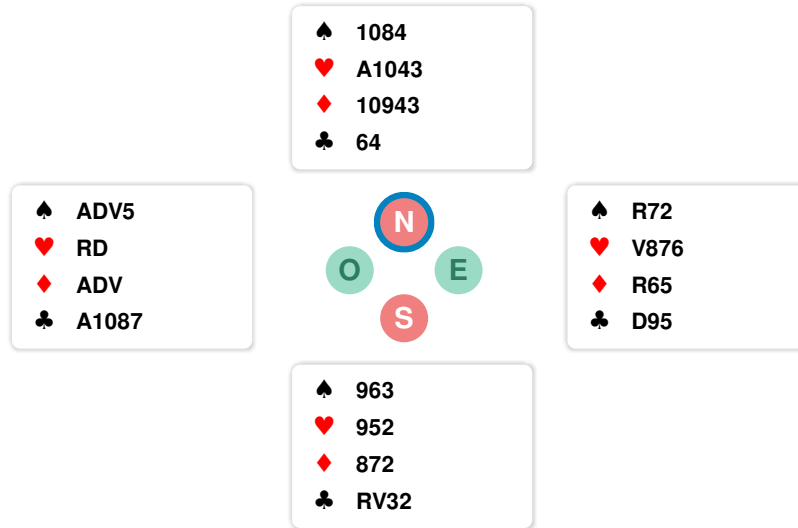 ♠ 1084
♥ A1043
♦ 10943
♣ 64
♠ ADV5
♥ RD
♦ ADV
♣ A1087
N
O E
S
♠ R72
♥ V876
♦ R65
♣ D95
♠ 963
♥ 952
♦ 872
♣ RV32